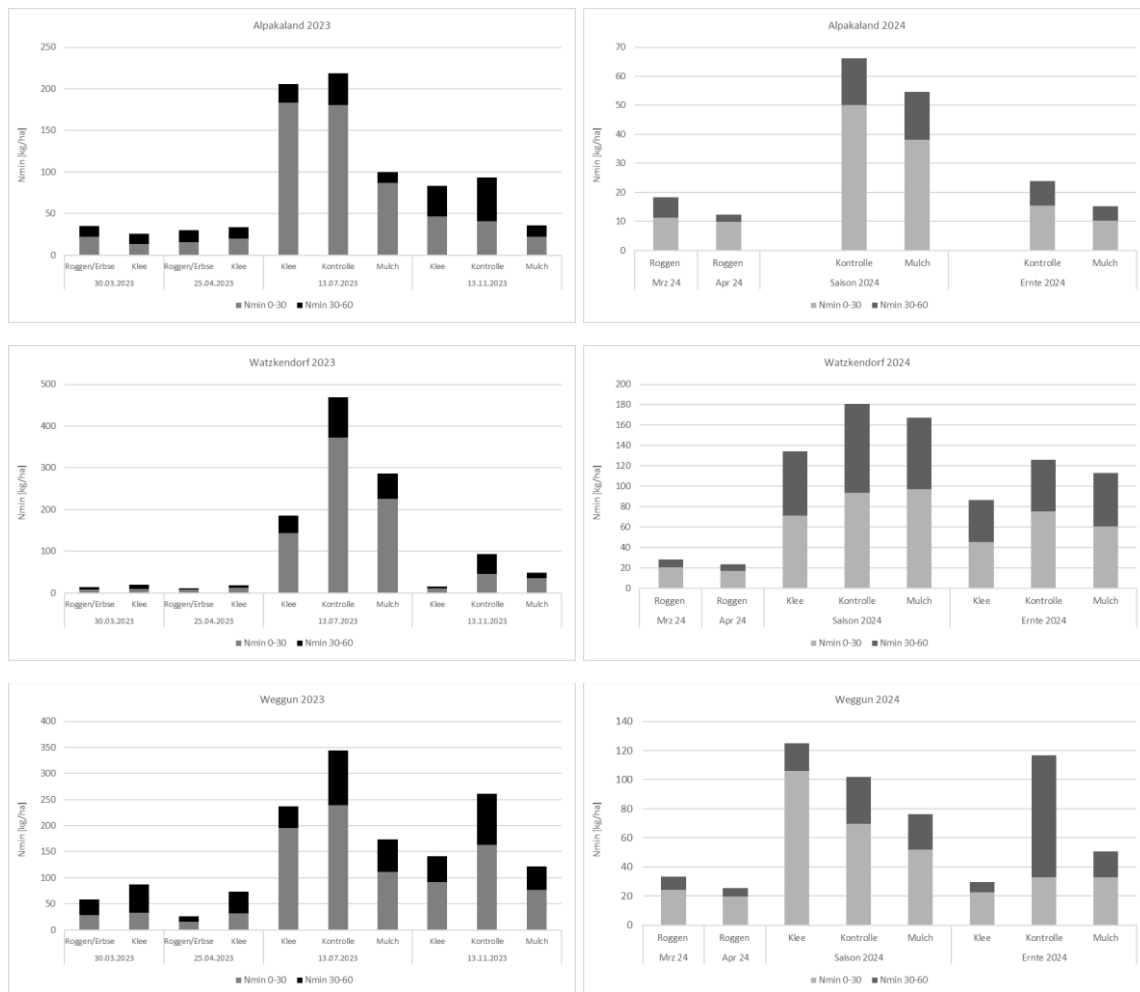 Alpakaland 2023
250
200
150
100
50
0
Nmin [kg/ha]
Roggen/Erbse Klee Roggen/Erbse Klee Klee Kontrolle Mulch Klee Kontrolle Mulch
30.03.2023 25.04.2023 13.07.2023 13.11.2023
Nmin 0-30 Nmin 30-60
Alpakaland 2024
70
60
50
40
30
20
10
0
Nmin [kg/ha]
Roggen Roggen Kontrolle Mulch Kontrolle Mulch
Mrz 24 Apr 24 Saison 2024 Ernte 2024
Nmin 0-30 Nmin 30-60
Watzkendorf 2023
500
400
300
200
100
0
Nmin [kg/ha]
Roggen/Erbse Klee Roggen/Erbse Klee Klee Kontrolle Mulch Klee Kontrolle Mulch
30.03.2023 25.04.2023 13.07.2023 13.11.2023
Nmin 0-30 Nmin 30-60
Watzkendorf 2024
200
180
160
140
120
100
80
60
40
20
0
Nmin [kg/ha]
Roggen Roggen Klee Kontrolle Mulch Klee Kontrolle Mulch
Mrz 24 Apr 24 Saison 2024 Ernte 2024
Nmin 0-30 Nmin 30-60
Weggun 2023
400
350
300
250
200
150
100
50
0
Nmin [kg/ha]
Roggen/Erbse Klee Roggen/Erbse Klee Klee Kontrolle Mulch Klee Kontrolle Mulch
30.03.2023 25.04.2023 13.07.2023 13.11.2023
Nmin 0-30 Nmin 30-60
Weggun 2024
140
120
100
80
60
40
20
0
Nmin [kg/ha]
Roggen Roggen Klee Kontrolle Mulch Klee Kontrolle Mulch
Mrz 24 Apr 24 Saison 2024 Ernte 2024
Nmin 0-30 Nmin 30-60